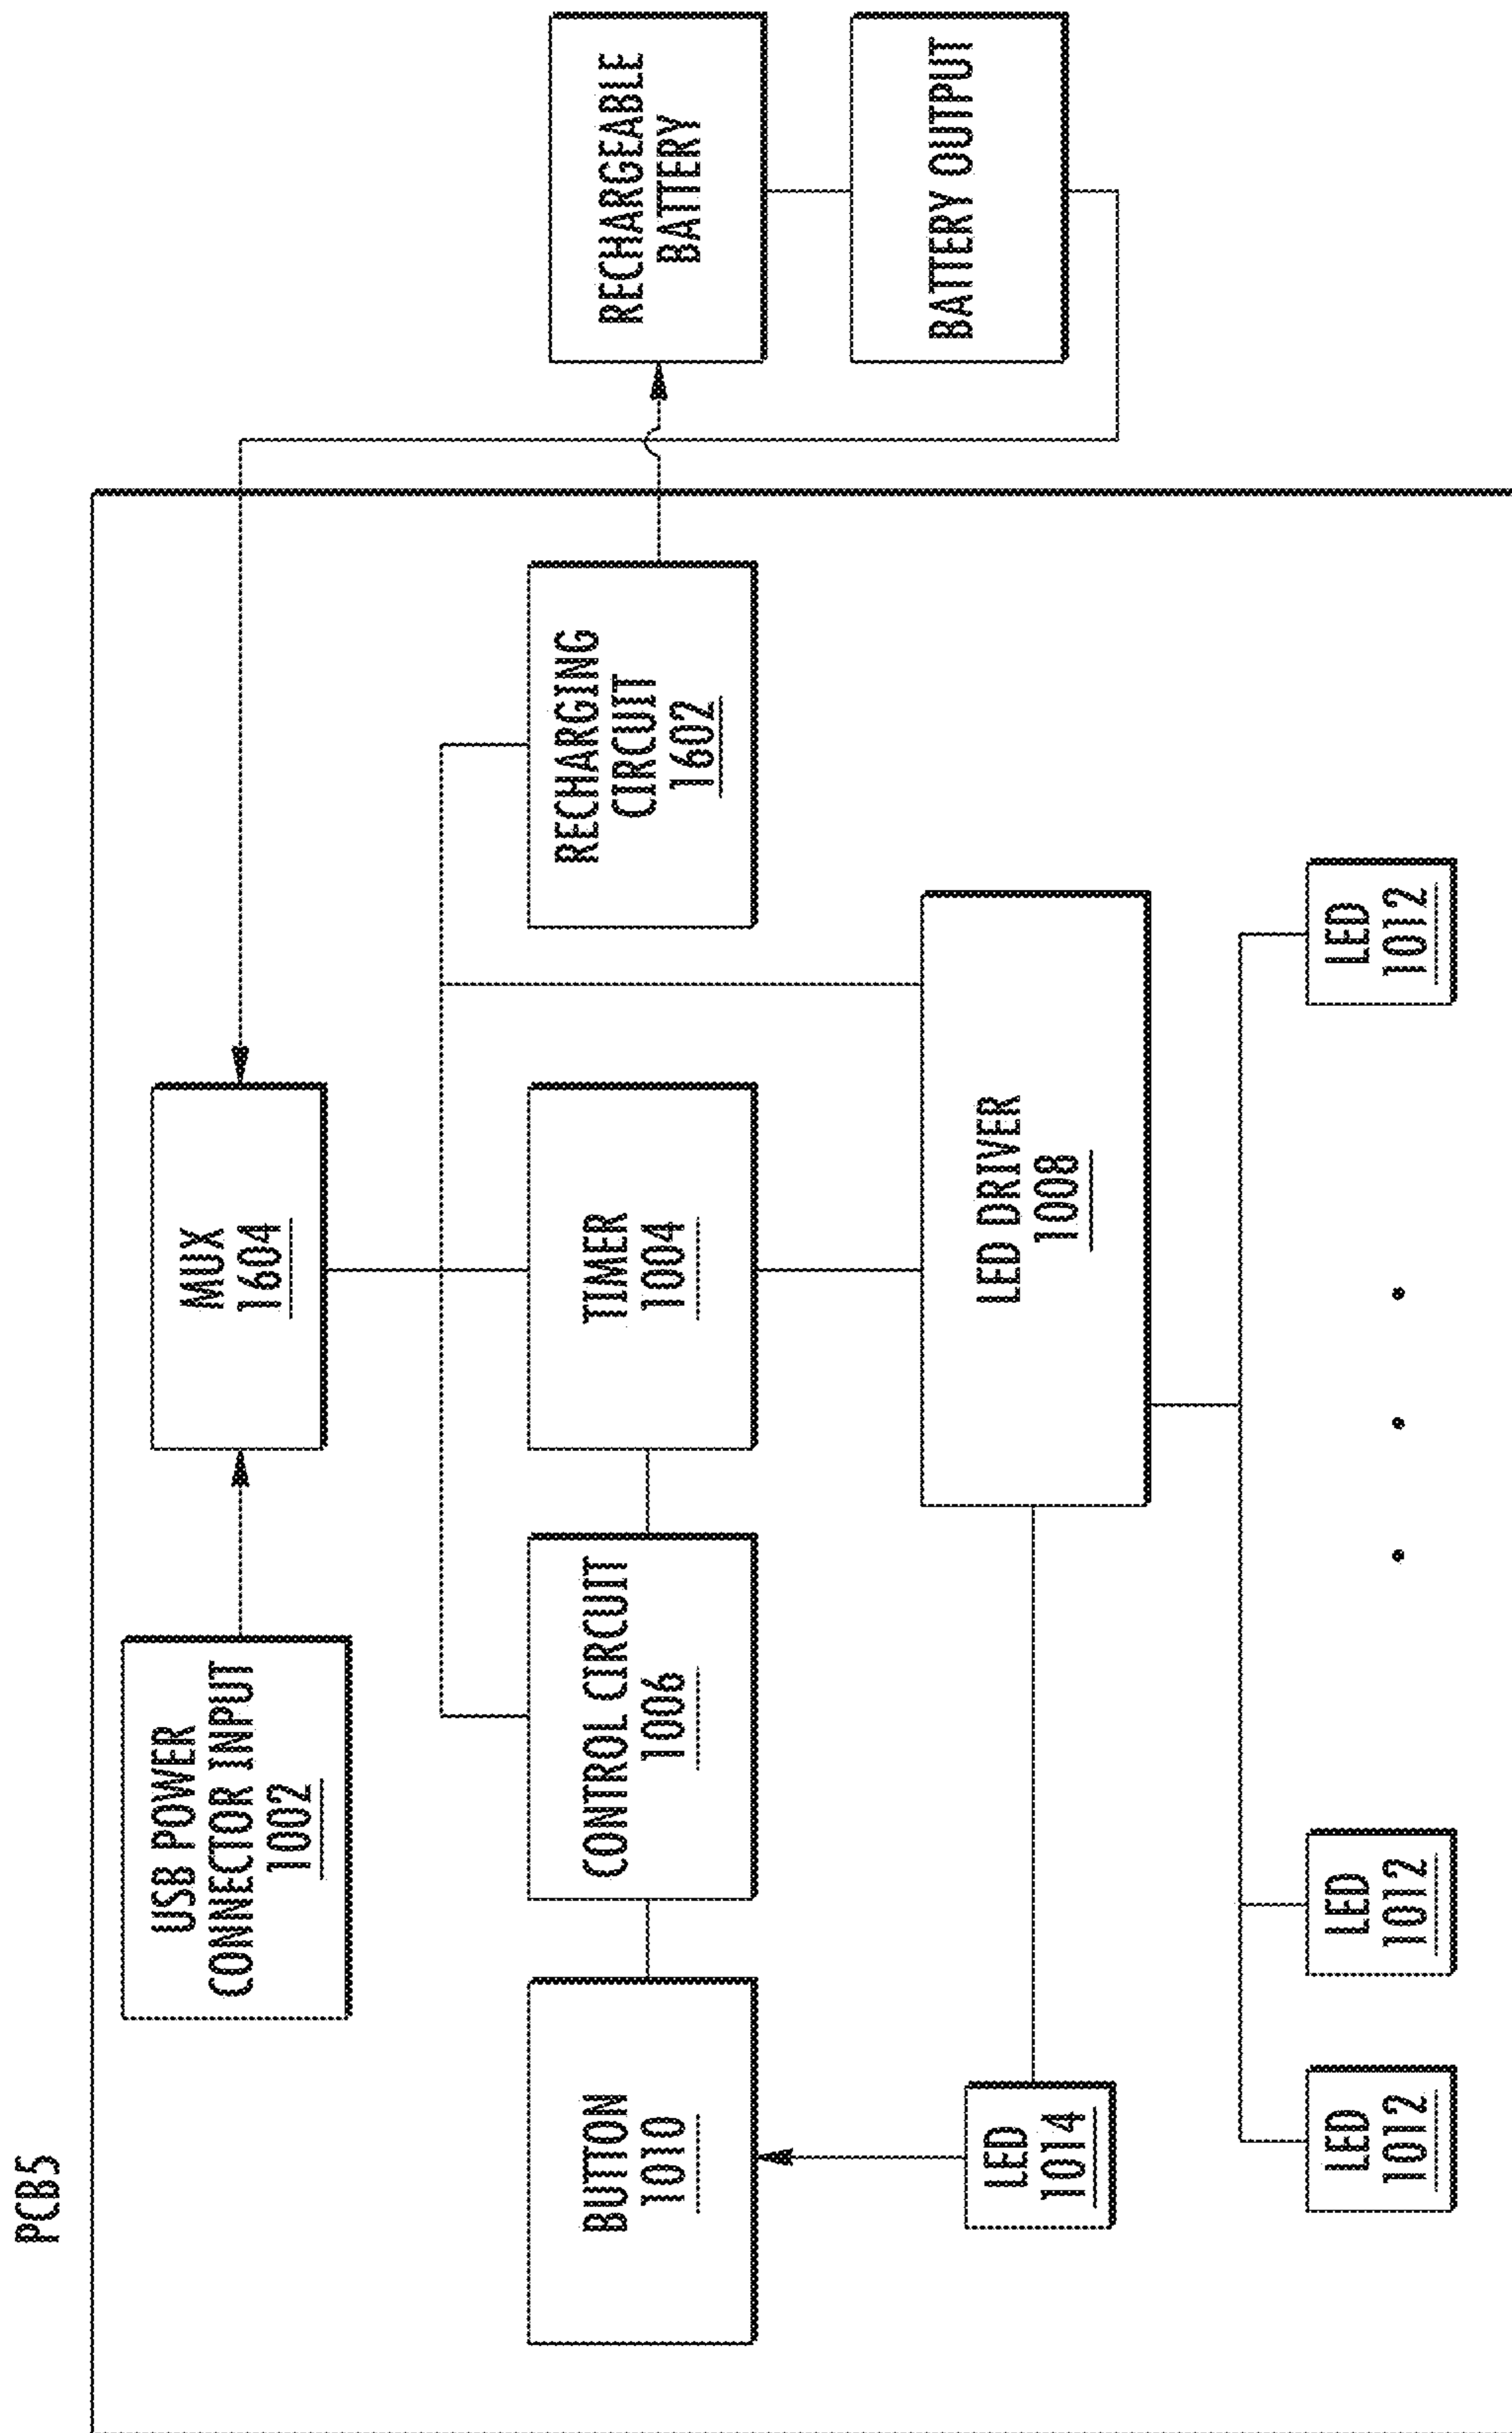 PCB5
USB POWER
CONNECTOR INPUT
1002
MUX
1604
BUTTON
1010
CONTROL CIRCUIT
1006
TIMER
1004
RECHARGING
CIRCUIT
1602
RECHARGEABLE
BATTERY
BATTERY OUTPUT
LED
1014
LED DRIVER
1008
LED
1012
LED
1012
LED
1012